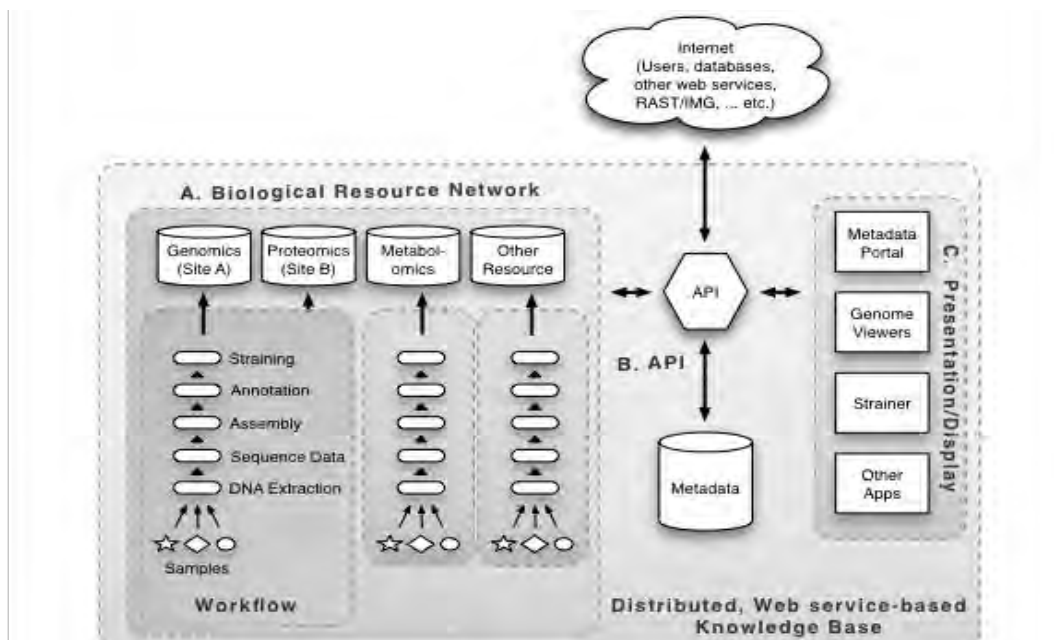 Internet
(Users, databases,
other web services,
RAST/IMG, ... etc.)
A. Biological Resource Network
Genomics
(Site A)
Proteomics
(Site B)
Metabol-
omics
Other
Resource
Straining
Annotation
Assembly
Sequence Data
DNA Extraction
Samples
Workflow
API
B. API
Metadata
Metadata
Portal
Genome
Viewers
Strainer
Other
Apps
C. Presentation/Display
Distributed, Web service-based
Knowledge Base